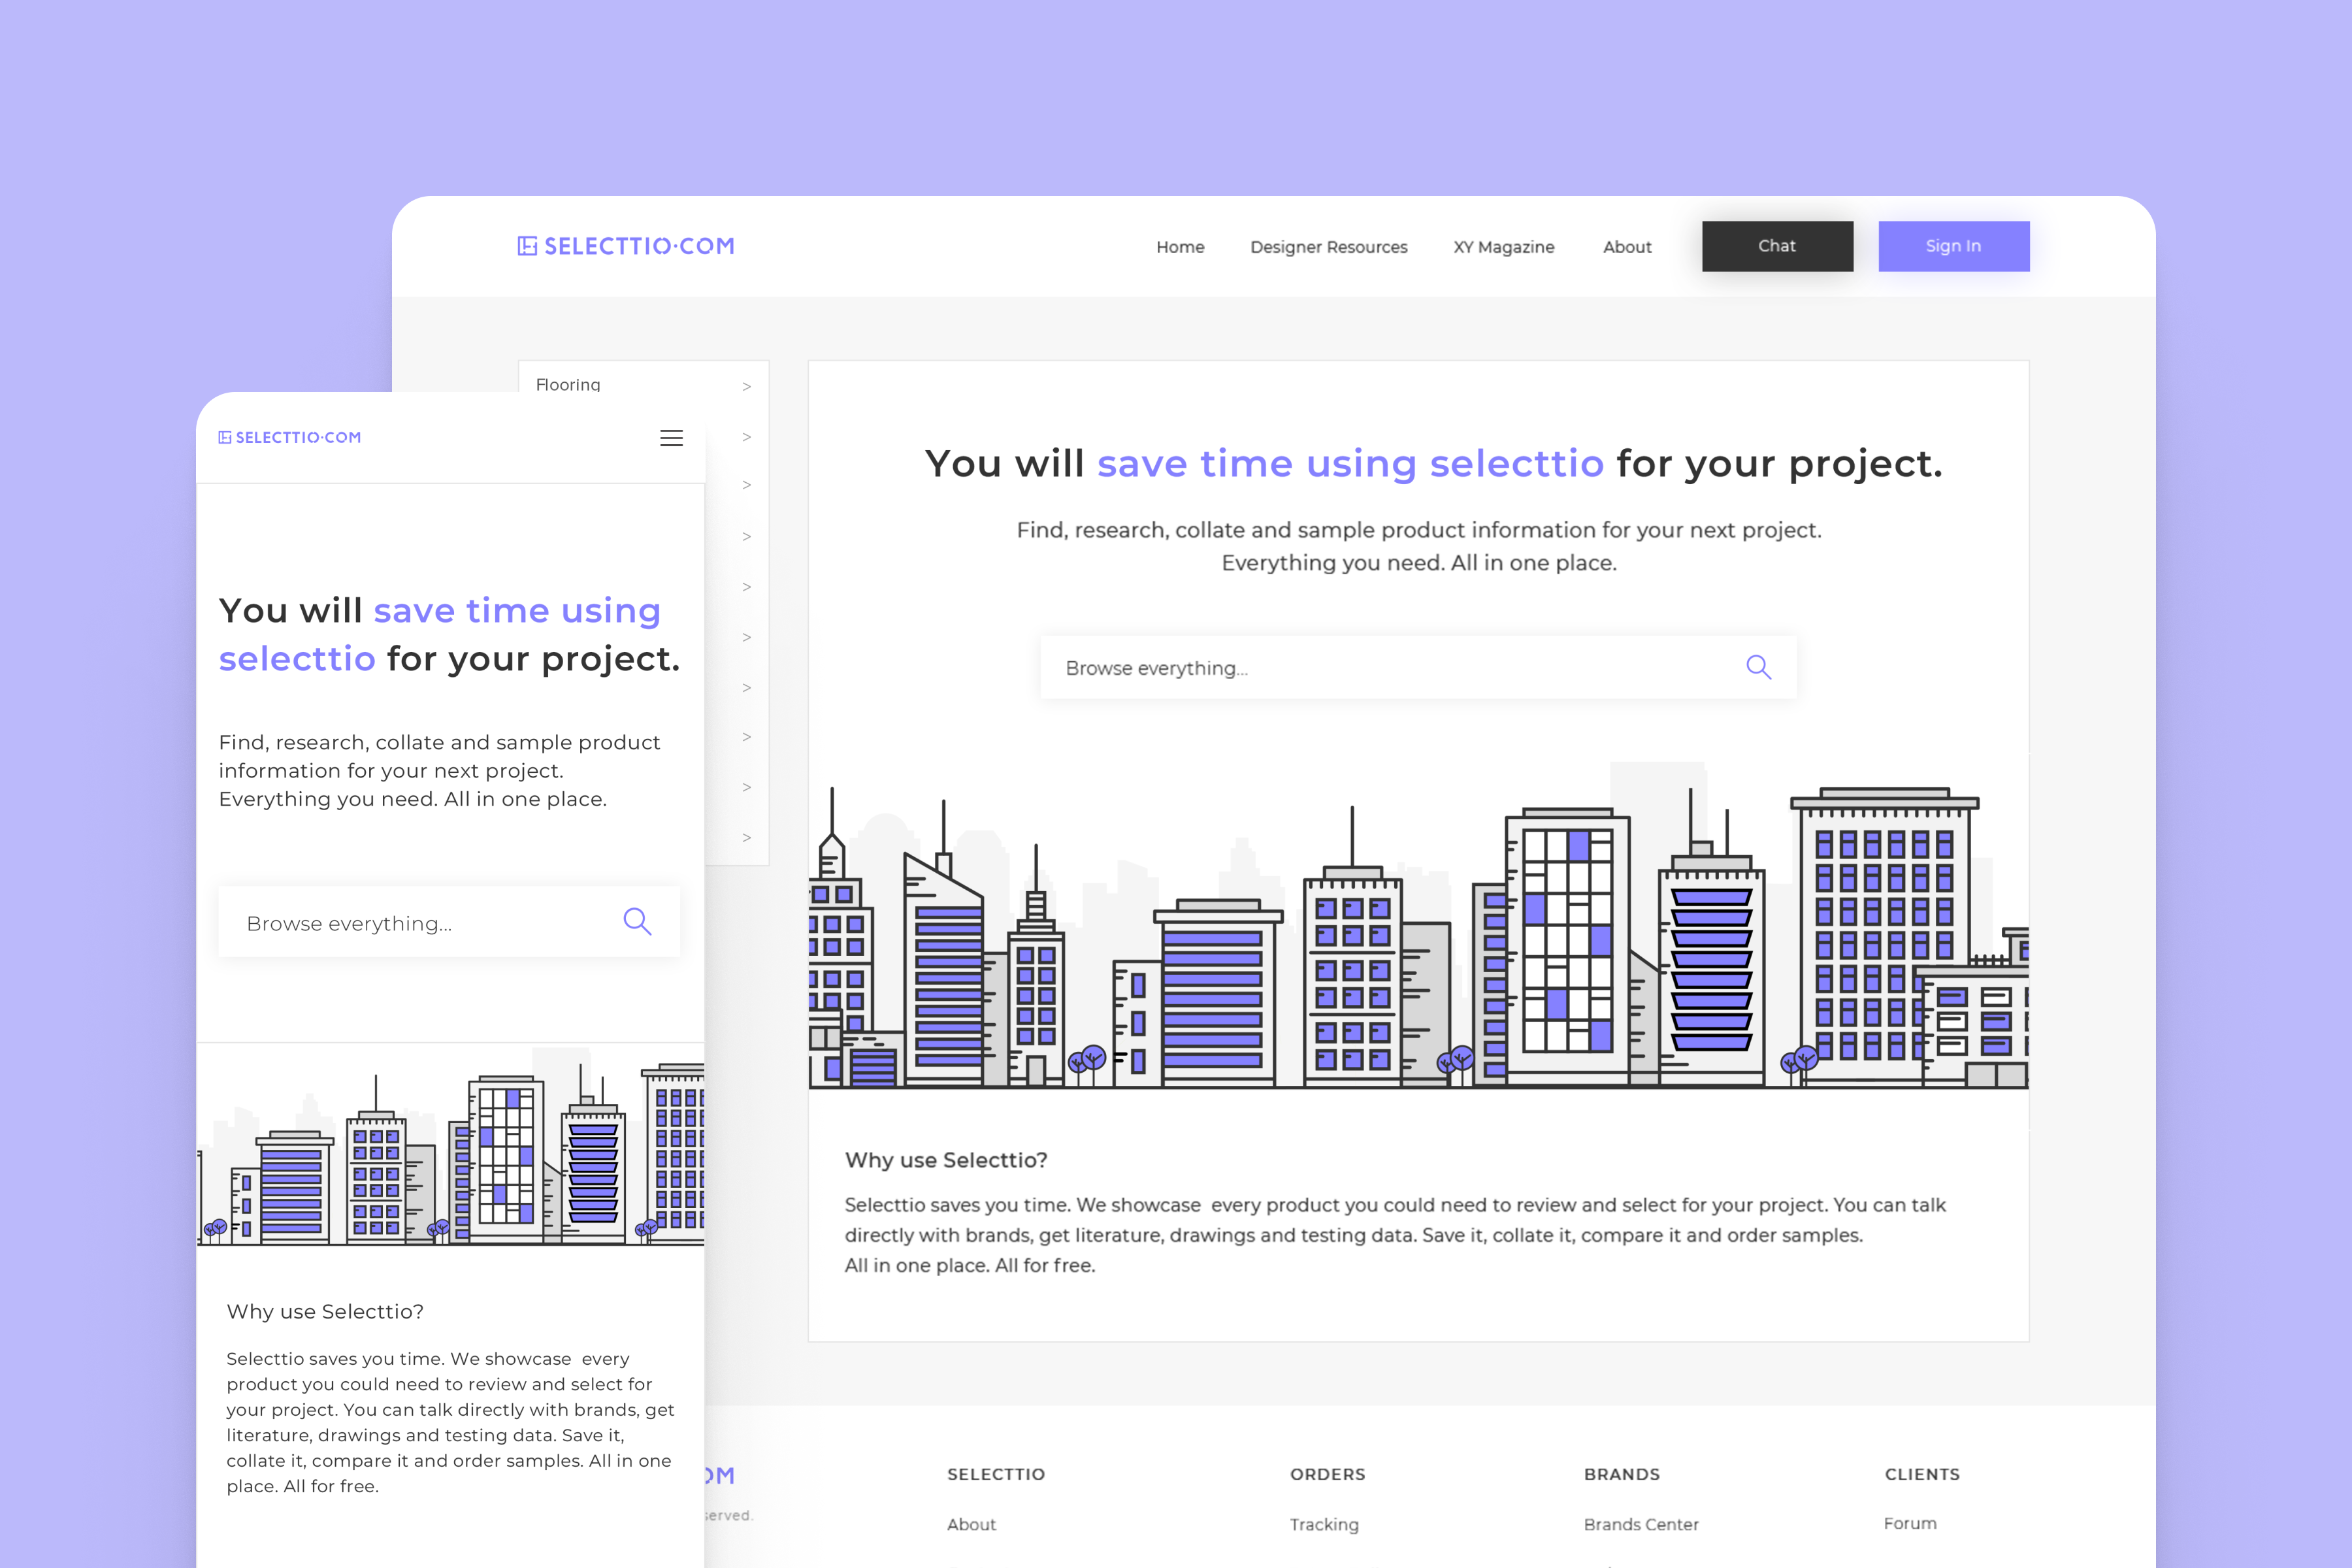 SELECTTIO·COM
Home
Designer Resources
XY Magazine
About
Chat
Sign In
Flooring
>
>
>
>
>
>
>
>
>
>
You will save time using selecttio for your project.
Find, research, collate and sample product information for your next project.
Everything you need. All in one place.
Browse everything...
Why use Selecttio?
Selecttio saves you time. We showcase  every product you could need to review and select for your project. You can talk
directly with brands, get literature, drawings and testing data. Save it, collate it, compare it and order samples.
All in one place. All for free.
SELECTTIO
About
ORDERS
Tracking
BRANDS
Brands Center
CLIENTS
Forum
SELECTTIO·COM
You will save time using
selecttio for your project.
Find, research, collate and sample product
information for your next project.
Everything you need. All in one place.
Browse everything...
Why use Selecttio?
Selecttio saves you time. We showcase  every
product you could need to review and select for
your project. You can talk directly with brands, get
literature, drawings and testing data. Save it,
collate it, compare it and order samples. All in one
place. All for free.